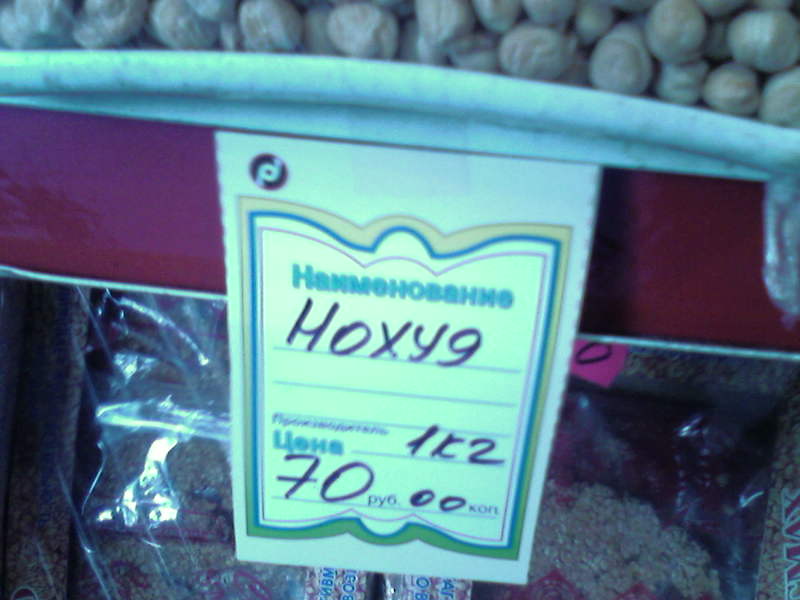 Наименование
Нохуд
Производитель 1кг
Цена
70 руб. 00 коп.